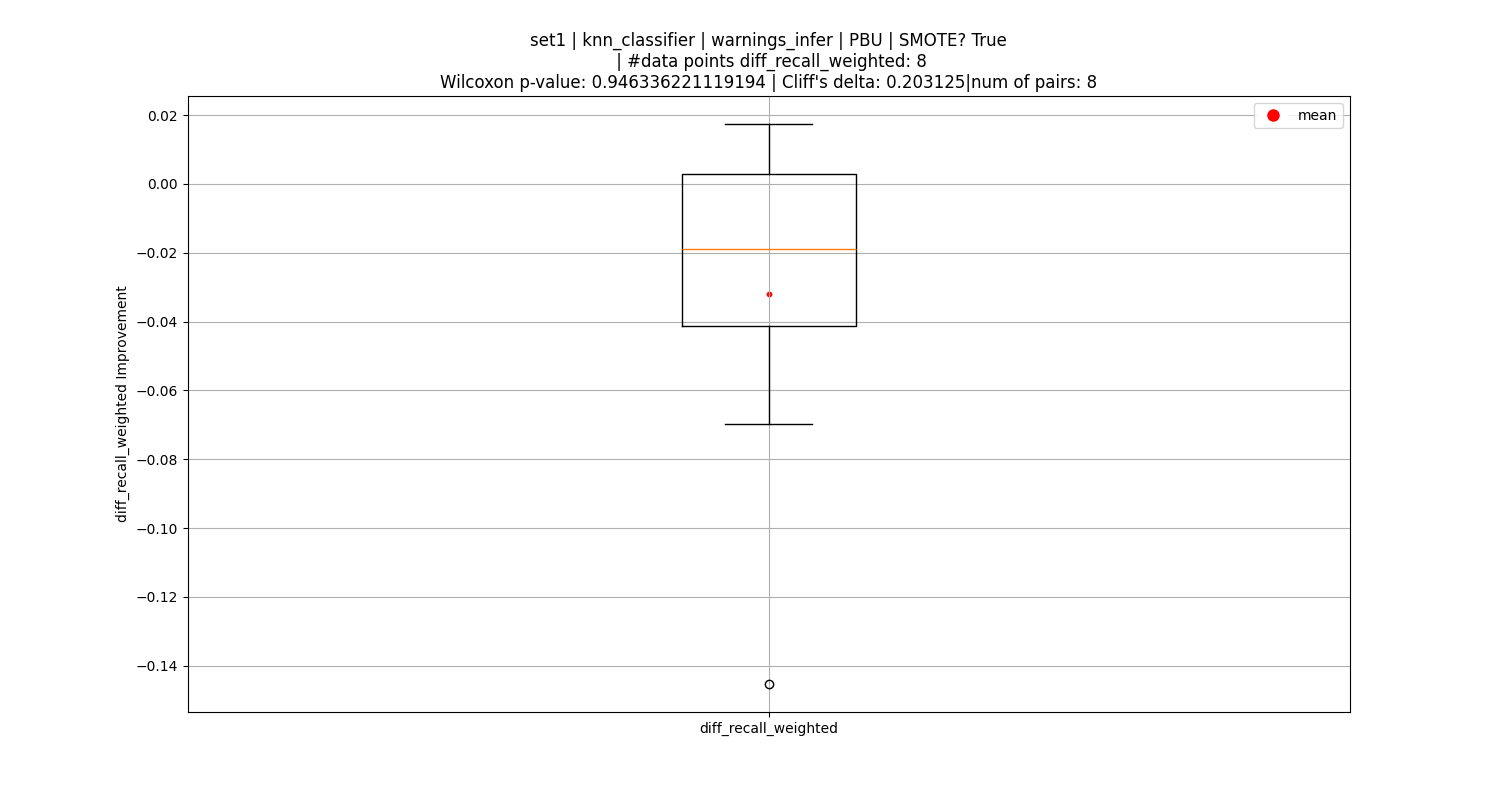 set1 | knn_classifier | warnings_infer | PBU | SMOTE? True
| #data points diff_recall_weighted: 8
Wilcoxon p-value: 0.946336221119194 | Cliff's delta: 0.203125|num of pairs: 8
mean
0.02
0.00
−0.02
−0.04
−0.06
−0.08
−0.10
−0.12
−0.14
diff_recall_weighted Improvement
diff_recall_weighted